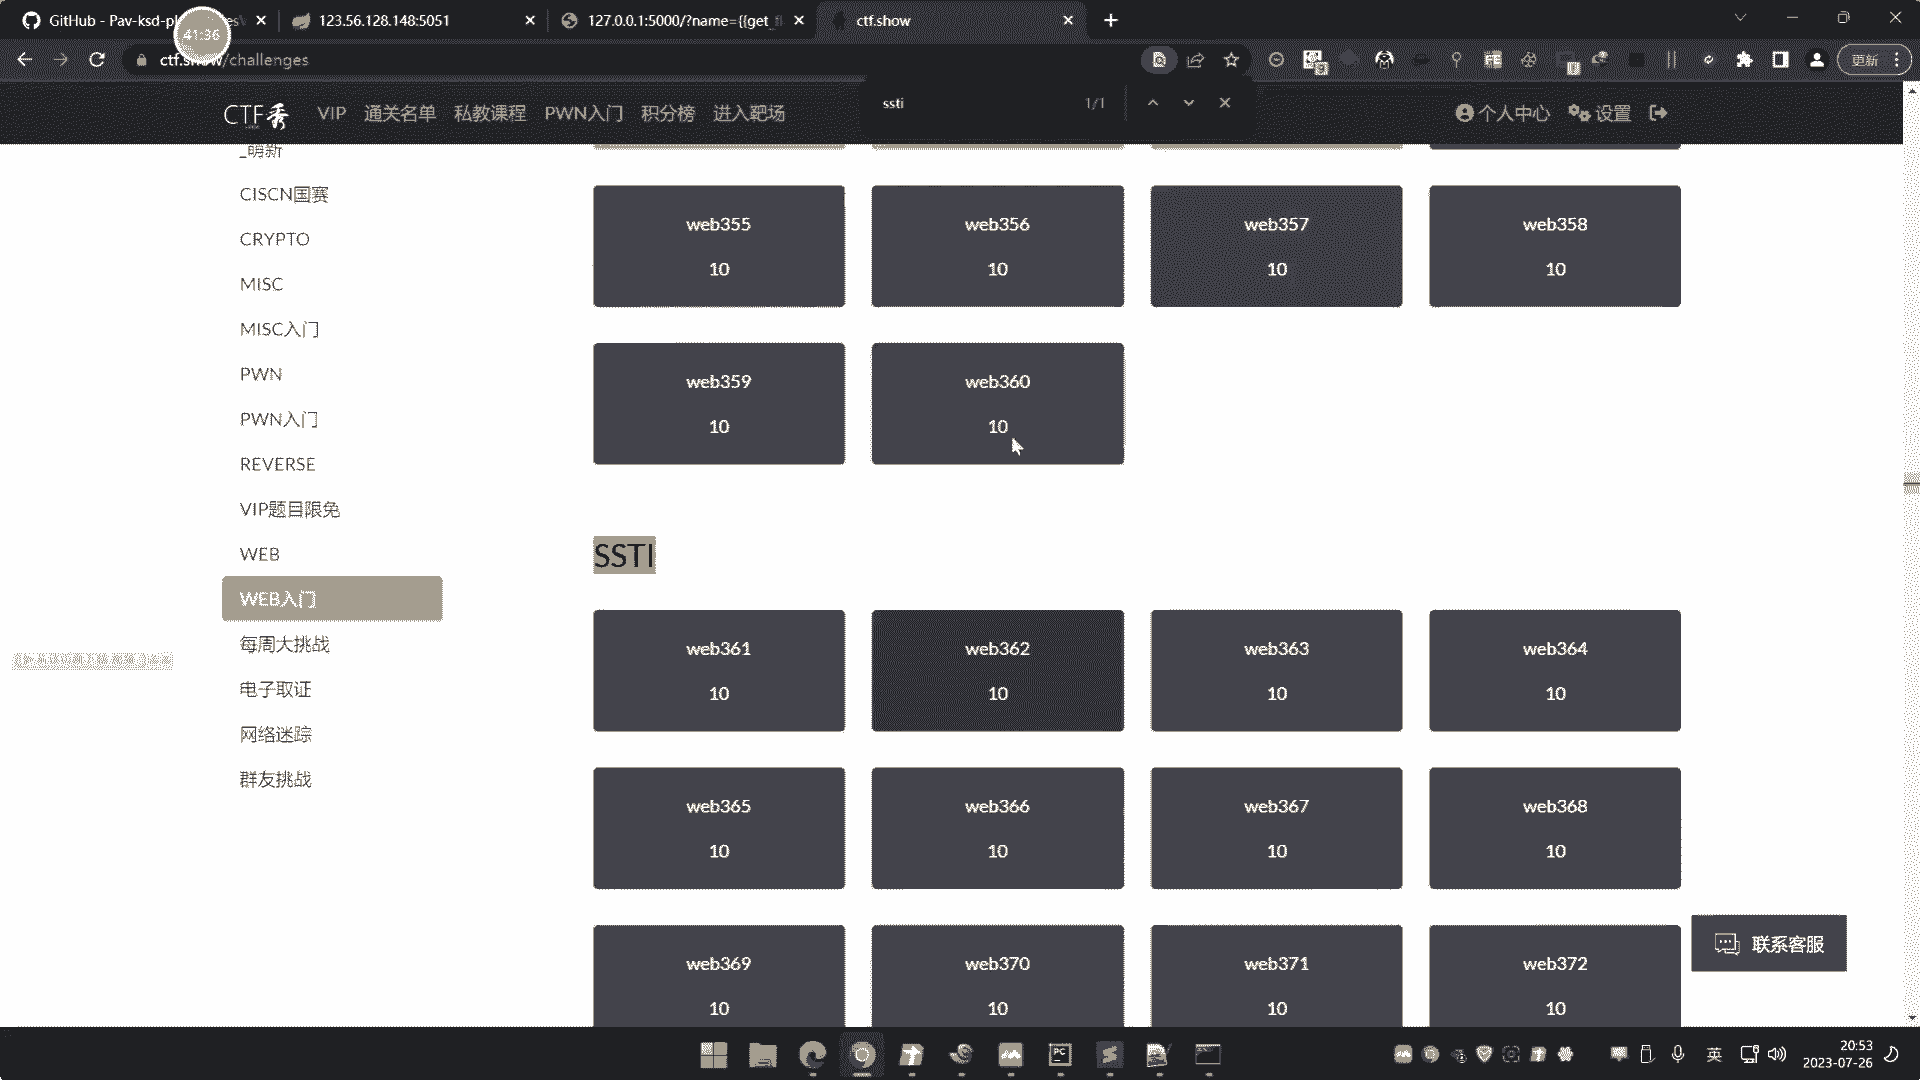 GitHub - Pav-ksd-pl
123.56.128.148:5051
127.0.0.1:5000/?name={{get_fl
ctf.show
41:36
ctf.show/challenges
更新
ssti
1/1
CTF秀
VIP
通关名单
私教课程
PWN入门
积分榜
进入靶场
个人中心
设置
_萌新
CISCN国赛
CRYPTO
MISC
MISC入门
PWN
PWN入门
REVERSE
VIP题目限免
WEB
WEB入门
每周大挑战
电子取证
网络迷踪
群友挑战
web355
10
web356
10
web357
10
web358
10
web359
10
web360
10
SSTI
web361
10
web362
10
web363
10
web364
10
web365
10
web366
10
web367
10
web368
10
web369
10
web370
10
web371
10
web372
10
联系客服
英
20:53
2023-07-26